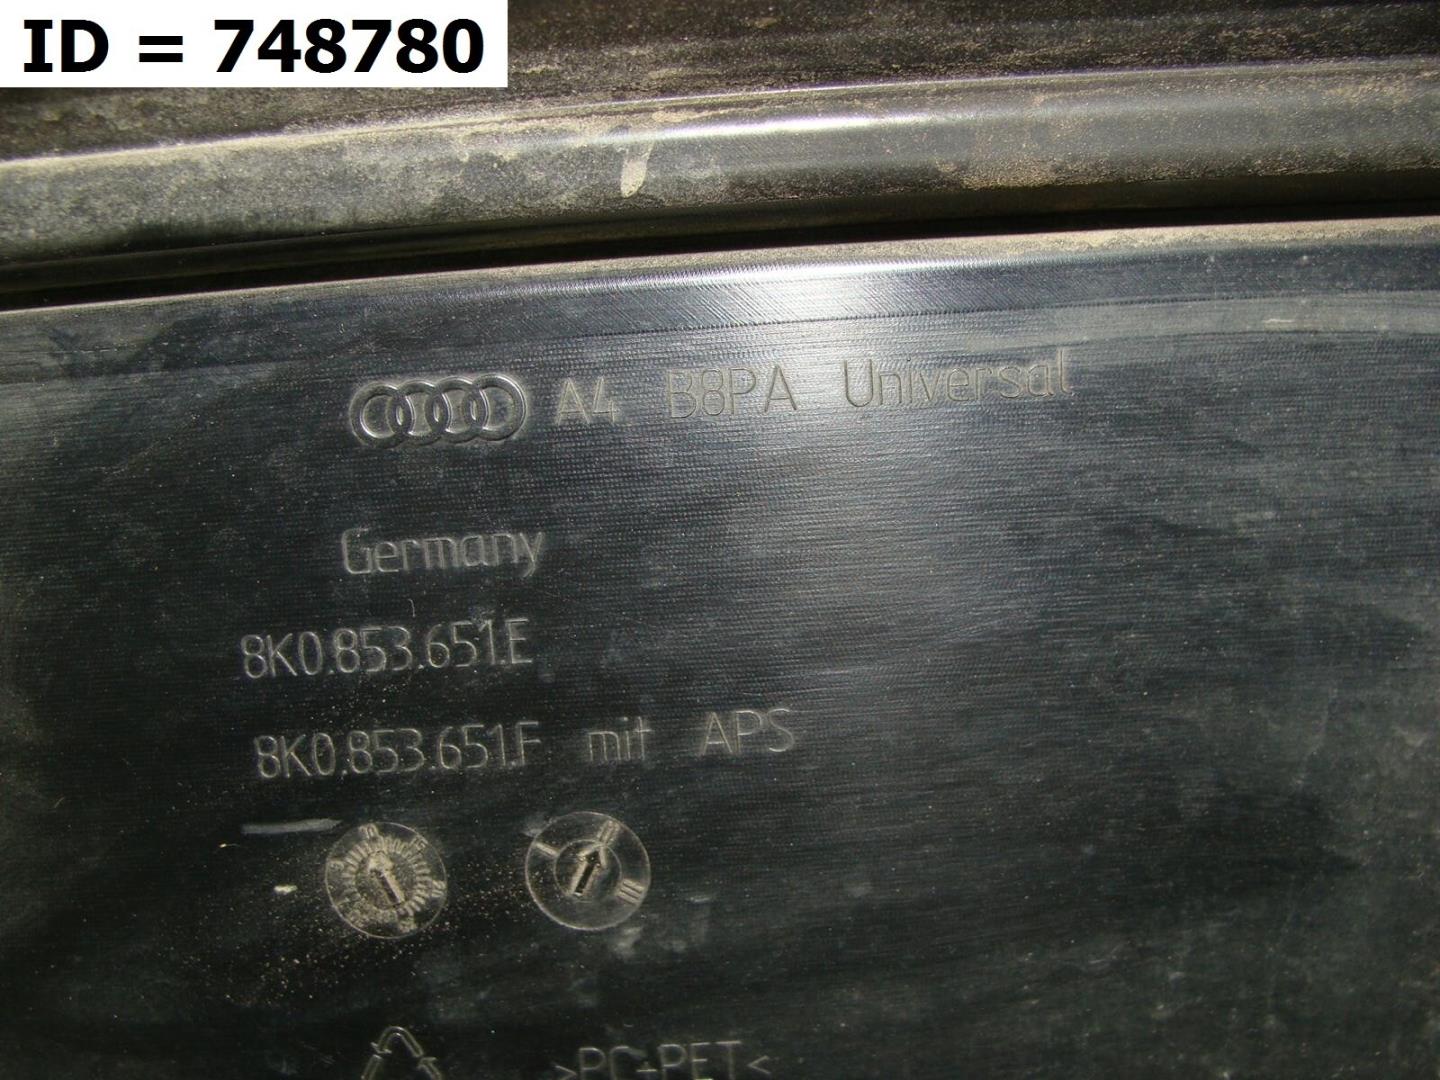 ID = 748780
A4 B8PA Universal
Germany
8K0.853.651.E
8K0.853.651.F mit APS
>PC-PET<